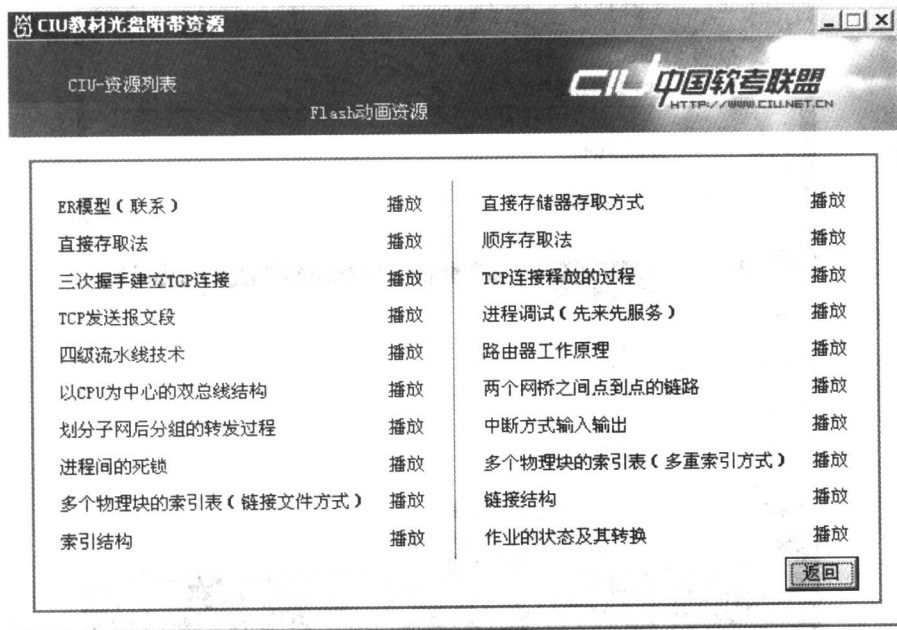 CIU教材光盘附带资源
CIU-资源列表
Flash动画资源
CIU 中国软考联盟
HTTP://WWW.CIU.NET.CN
ER模型（联系） 播放
直接存取法 播放
三次握手建立TCP连接 播放
TCP发送报文段 播放
四级流水线技术 播放
以CPU为中心的双总线结构 播放
划分子网后分组的转发过程 播放
进程间的死锁 播放
多个物理块的索引表（链接文件方式） 播放
索引结构 播放
直接存储器存取方式 播放
顺序存取法 播放
TCP连接释放的过程 播放
进程调试（先来先服务） 播放
路由器工作原理 播放
两个网桥之间点到点的链路 播放
中断方式输入输出 播放
多个物理块的索引表（多重索引方式） 播放
链接结构 播放
作业的状态及其转换 播放
返回